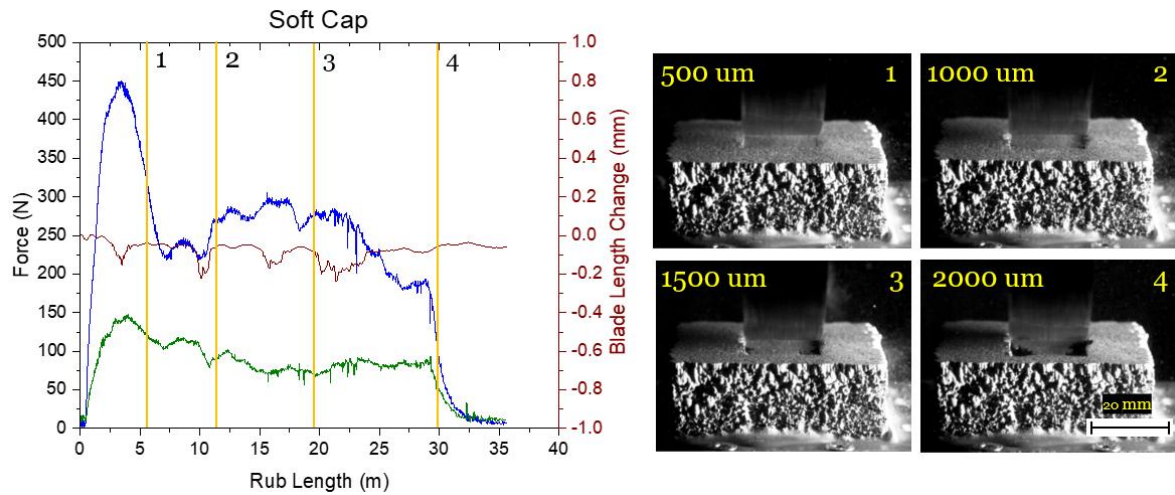 Soft Cap
500
450
400
350
300
250
200
150
100
50
0
Force (N)
1
2
3
4
1.0
0.8
0.6
0.4
0.2
0.0
-0.2
-0.4
-0.6
-0.8
-1.0
Blade Length Change (mm)
0 5 10 15 20 25 30 35 40
Rub Length (m)
500 um 1
1000 um 2
1500 um 3
2000 um 4
20 mm